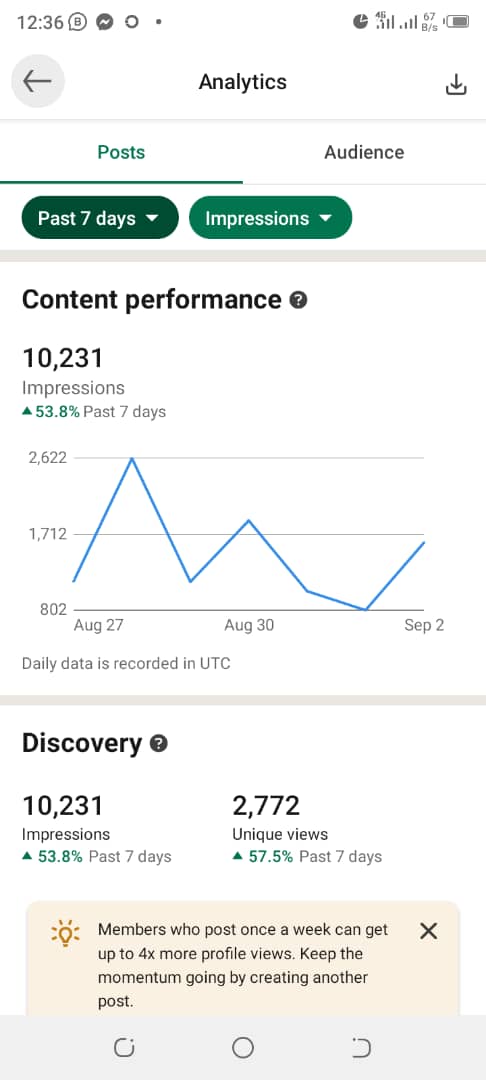 12:36
4G
67
B/s
Analytics
Posts
Audience
Past 7 days
Impressions
Content performance
10,231
Impressions
53.8% Past 7 days
2,622
1,712
802
Aug 27
Aug 30
Sep 2
Daily data is recorded in UTC
Discovery
10,231
2,772
Impressions
Unique views
53.8% Past 7 days
57.5% Past 7 days
Members who post once a week can get
up to 4x more profile views. Keep the
momentum going by creating another
post.